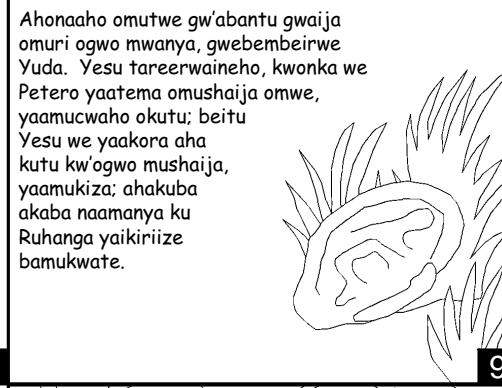 Ahonaaho omutwe gw'abantu gwaija
omuri ogwo mwanya, gwebembeirwe
Yuda. Yesu tareerwaineho, kwonka we
Petero yaatema omushaija omwe,
yaamucwaho okutu; beitu
Yesu we yaakora aha
kutu kw'ogwo mushaija,
yaamukiza; ahakuba
akaba naamanya ku
Ruhanga yaikiriize
bamukwate.
9